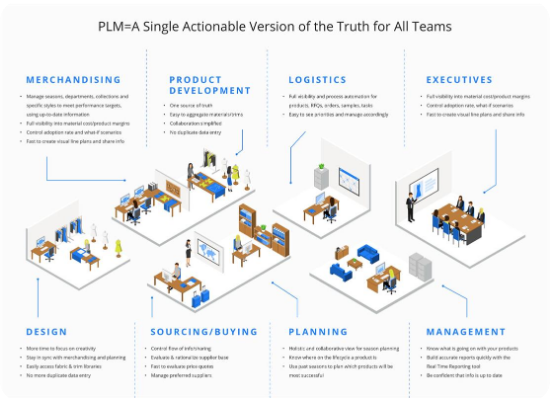 PLM=A Single Actionable Version of the Truth for All Teams
MERCHANDISING
• Manage seasons, departments, collections and
specific styles to meet performance targets,
using up-to-date information
• Full visibility into material cost/product margins
• Control adoption rate and what if scenarios
• Fast to create visual line plans and share info
PRODUCT
DEVELOPMENT
• One source of truth
• Easy to aggregate materials/trims
• Collaboration simplified
• No duplicate data entry
LOGISTICS
• Full visibility and process automation for
products, RFQs, orders, samples, tasks
• Easy to see priorities and manage accordingly
EXECUTIVES
• Full visibility into material cost/product margins
• Control adoption rate, what if scenarios
• Fast to create visual line plans and share info
DESIGN
• More time to focus on creativity
• Stay in sync with merchandising and planning
• Easily access fabric & trim libraries
• No more duplicate data entry
SOURCING/BUYING
• Control flow of info/sharing
• Evaluate & rationalize supplier base
• Fast to evaluate price quotes
• Manage preferred suppliers
PLANNING
• Holistic and collaborative view for season planning
• Know where on the lifecycle a product is
• Use past seasons to plan which products will be
most successful
MANAGEMENT
• Know what is going on with your products
• Build accurate reports quickly with the
Real Time Reporting tool
• Be confident that info is up to date